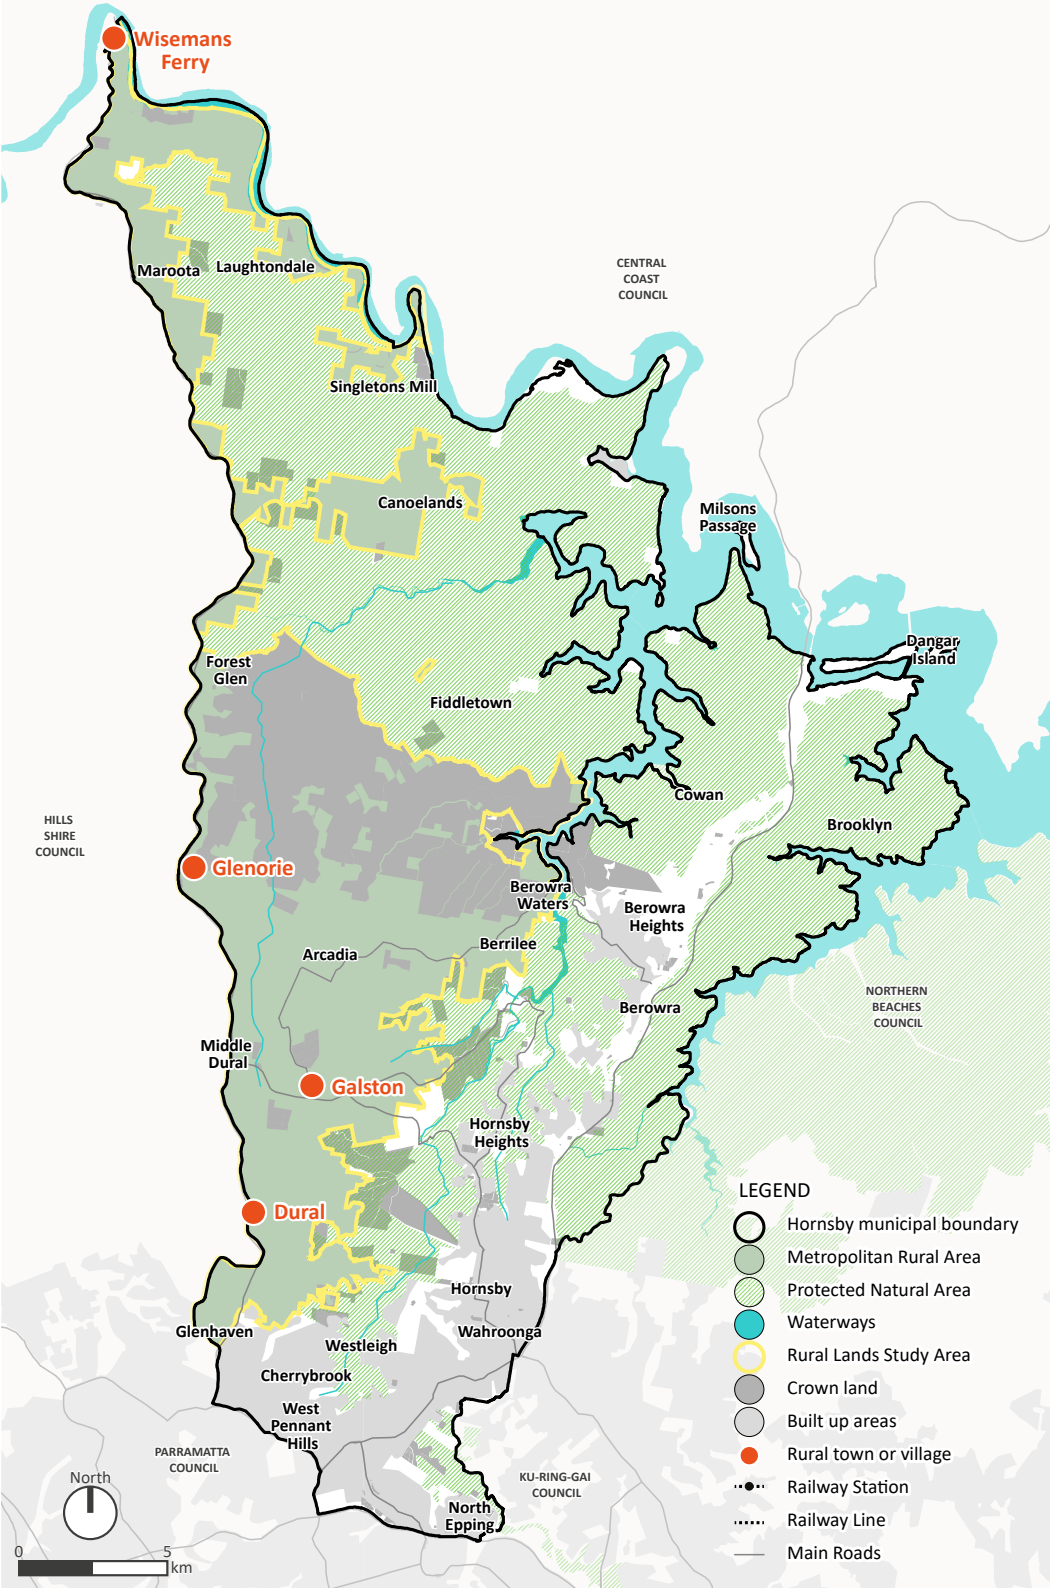 Wisemans
Ferry
CENTRAL
COAST
COUNCIL
Maroota
Laughtondale
Singletons Mill
Canoelands
Milsons
Passage
Dangar
Island
Forest
Glen
Fiddletown
Cowan
Brooklyn
HILLS
SHIRE
COUNCIL
Glenorie
Berowra
Waters
Berowra
Heights
Berrilee
Arcadia
NORTHERN
BEACHES
COUNCIL
Berowra
Middle
Dural
Galston
Hornsby
Heights
Dural
Hornsby
Glenhaven
Wahroonga
Westleigh
Cherrybrook
West
Pennant
Hills
PARRAMATTA
COUNCIL
KU-RING-GAI
COUNCIL
North
Epping
LEGEND
Hornsby municipal boundary
Metropolitan Rural Area
Protected Natural Area
Waterways
Rural Lands Study Area
Crown land
Built up areas
Rural town or village
Railway Station
Railway Line
Main Roads
North
0 5
km